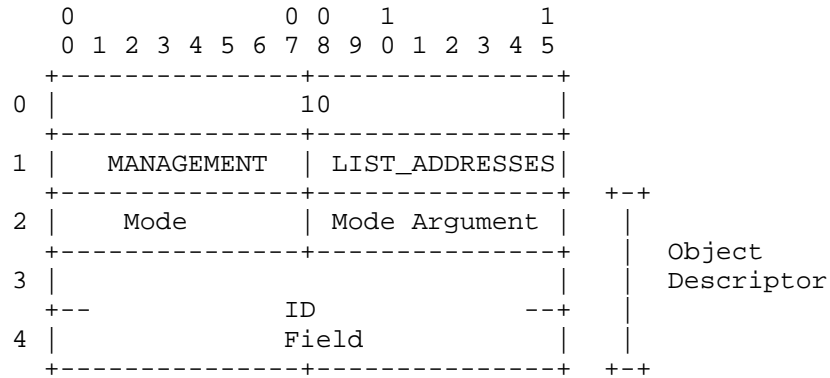 0 0 0 1 1
0 1 2 3 4 5 6 7 8 9 0 1 2 3 4 5
+---------------+---------------+
0 | 10 |
+---------------+---------------+
1 | MANAGEMENT | LIST_ADDRESSES|
+---------------+---------------+ +-+
2 | Mode | Mode Argument | |
+---------------+---------------+ | Object
3 | | | Descriptor
+-- ID --+ |
4 | Field | |
+---------------+---------------+ +-+